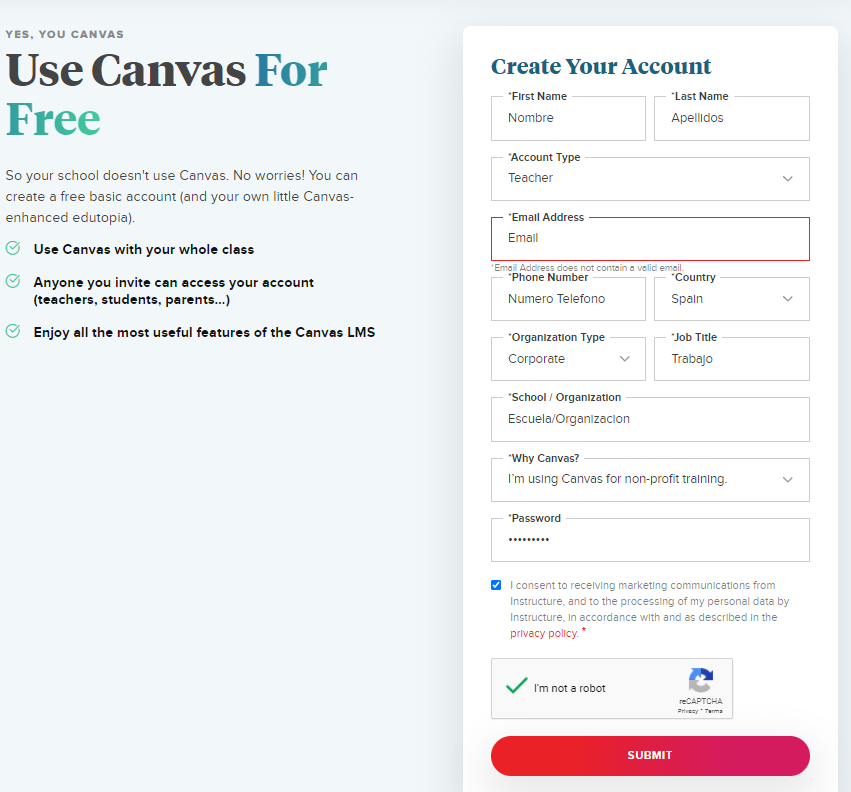 YES, YOU CANVAS
Use Canvas For
Free
So your school doesn't use Canvas. No worries! You can
create a free basic account (and your own little Canvas-
enhanced edutopia).
Use Canvas with your whole class
Anyone you invite can access your account
(teachers, students, parents...)
Enjoy all the most useful features of the Canvas LMS
Create Your Account
*First Name
Nombre
*Last Name
Apellidos
*Account Type
Teacher
*Email Address
Email
*Email Address does not contain a valid email.
*Phone Number
Numero Telefono
*Country
Spain
*Organization Type
Corporate
*Job Title
Trabajo
*School / Organization
Escuela/Organizacion
*Why Canvas?
I'm using Canvas for non-profit training.
*Password
•••••••••
I consent to receiving marketing communications from
Instructure, and to the processing of my personal data by
Instructure, in accordance with and as described in the
privacy policy. *
I'm not a robot
reCAPTCHA
Privacy - Terms
SUBMIT